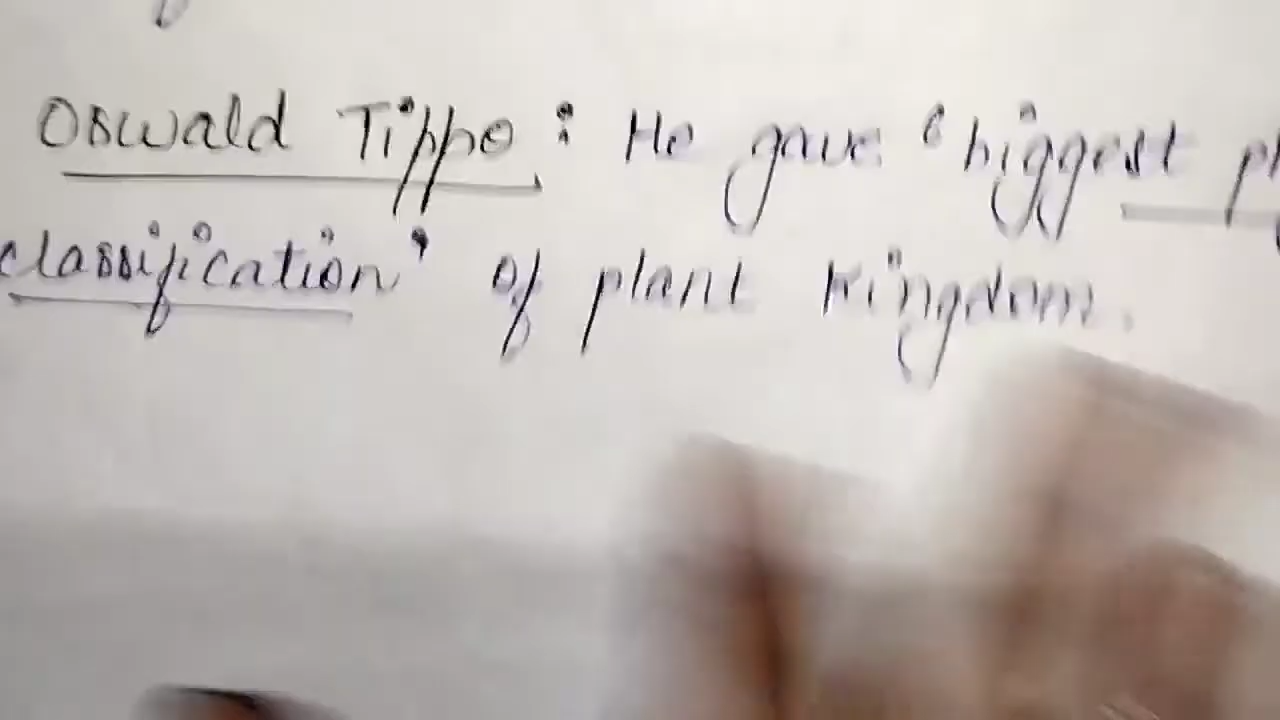 Oswald Tippo : He gave 'biggest
classification' of plant kingdom.